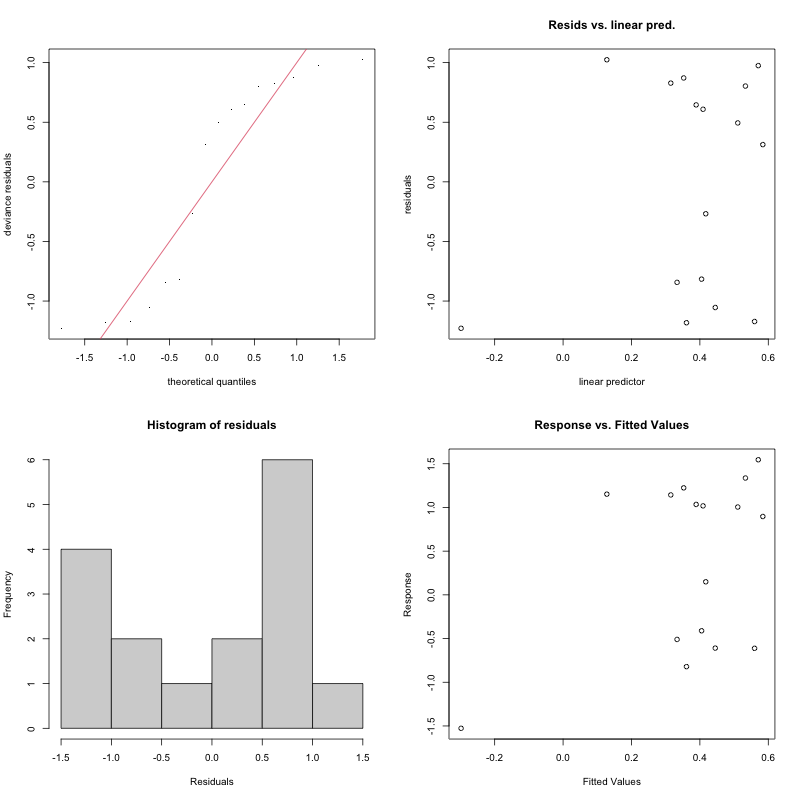 1.0
0.5
0.0
-0.5
-1.0
deviance residuals
-1.5 -1.0 -0.5 0.0 0.5 1.0 1.5
theoretical quantiles
Resids vs. linear pred.
1.0
0.5
0.0
-0.5
-1.0
residuals
-0.2 0.0 0.2 0.4 0.6
linear predictor
Histogram of residuals
6
5
4
3
2
1
0
Frequency
-1.5 -1.0 -0.5 0.0 0.5 1.0 1.5
Residuals
Response vs. Fitted Values
1.5
1.0
0.5
0.0
-0.5
-1.0
-1.5
Response
-0.2 0.0 0.2 0.4 0.6
Fitted Values